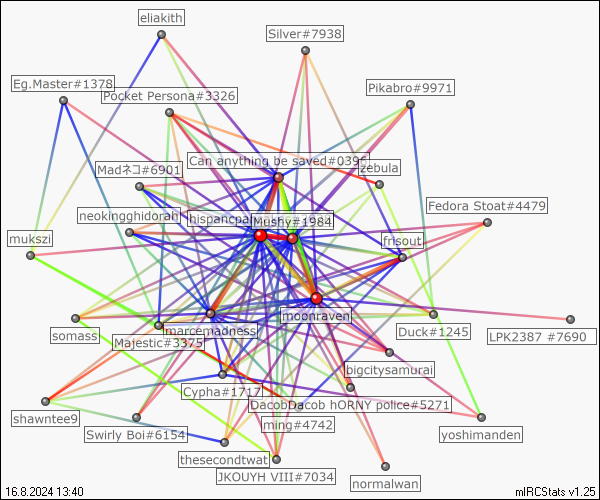 eliakith
Silver#7938
Eg.Master#1378
Pikabro#9971
Pocket Persona#3326
Can anything be saved#0396
Madネコ#6901
zebula
Fedora Stoat#4479
neokingghidorah
hispancpa
Moshy#1984
mukszi
frisout
moonraven
somass
marcemadness
Duck#1245
LPK2387 #7690
Majestic#3375
bigcitysamurai
Cypha#1717
DacobDacob hORNY police#5271
shawntee9
ming#4742
Swirly Boi#6154
yoshimanden
thesecondtwat
JKOUYH VIII#7034
normalwan
16.8.2024 13:40
mIRCStats v1.25